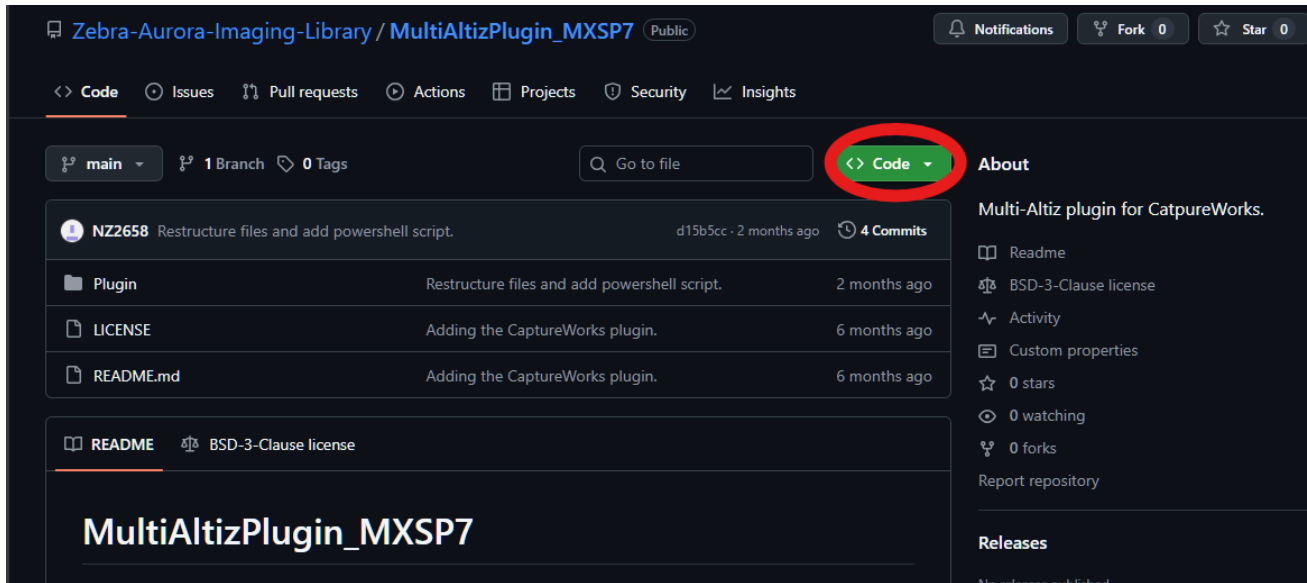 Zebra-Aurora-Imaging-Library / MultiAltizPlugin_MXSP7 Public
Notifications Fork 0 Star 0
Code Issues Pull requests Actions Projects Security Insights
main 1 Branch 0 Tags Go to file Code
NZ2658 Restructure files and add powershell script. d15b5cc · 2 months ago 4 Commits
Plugin Restructure files and add powershell script. 2 months ago
LICENSE Adding the CaptureWorks plugin. 6 months ago
README.md Adding the CaptureWorks plugin. 6 months ago
README BSD-3-Clause license
MultiAltizPlugin_MXSP7
About
Multi-Altiz plugin for CatpureWorks.
Readme
BSD-3-Clause license
Activity
Custom properties
0 stars
0 watching
0 forks
Report repository
Releases
No releases published